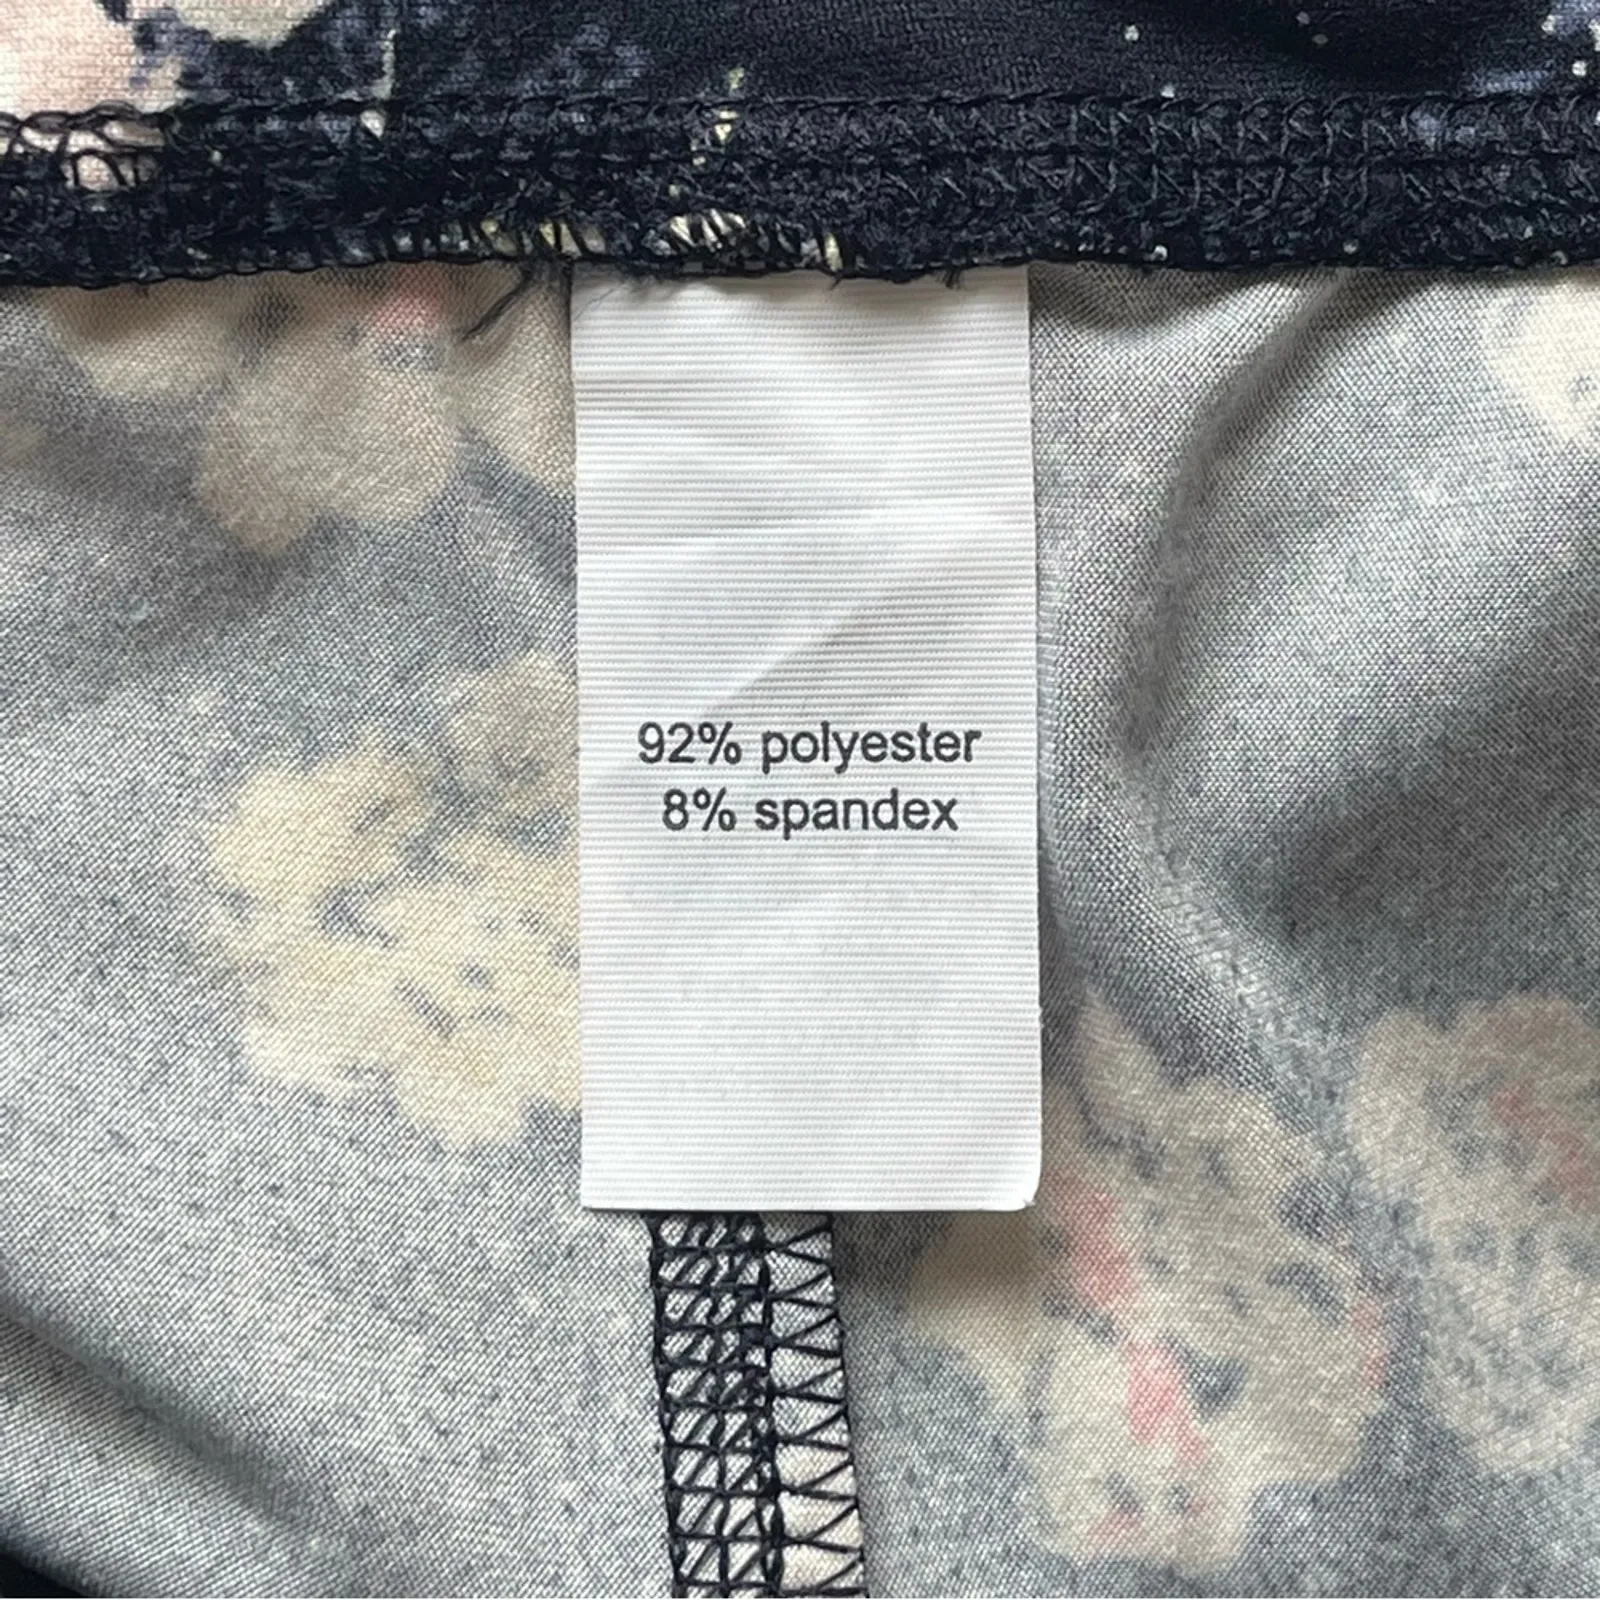 92% polyester
8% spandex